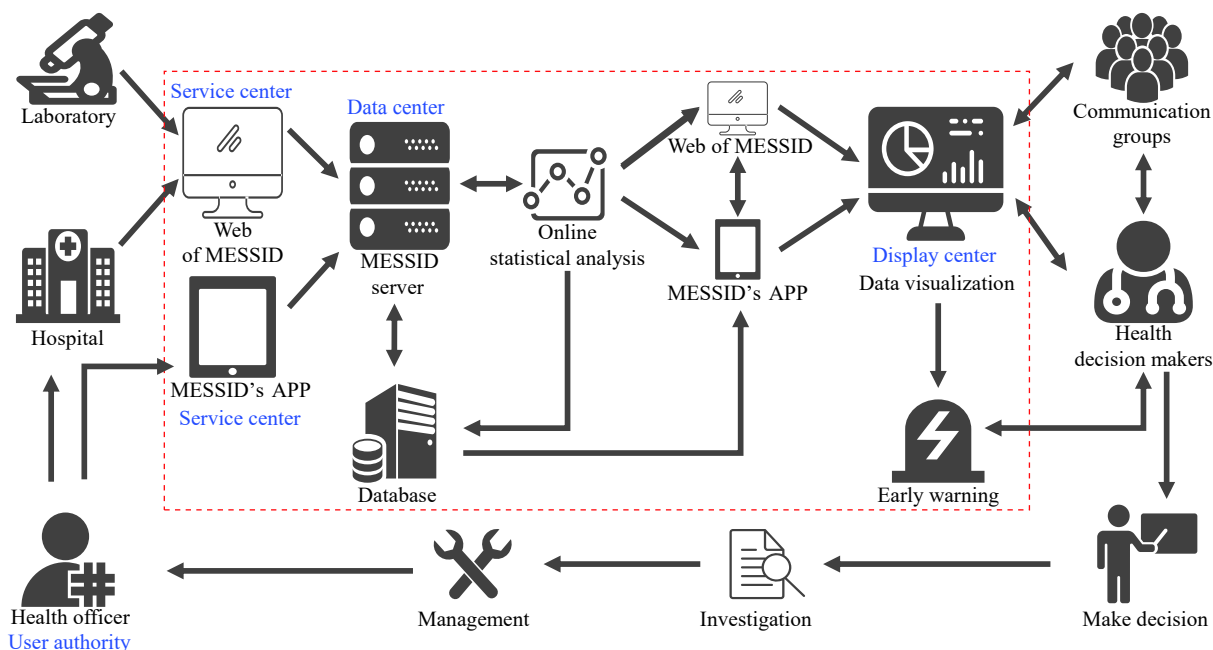 Laboratory
Service center
Web
of MESSID
Hospital
MESSID's APP
Service center
Data center
MESSID
server
Database
Online
statistical analysis
Web of MESSID
MESSID's APP
Display center
Data visualization
Early warning
Communication
groups
Health
decision makers
Make decision
Investigation
Management
Health officer
User authority